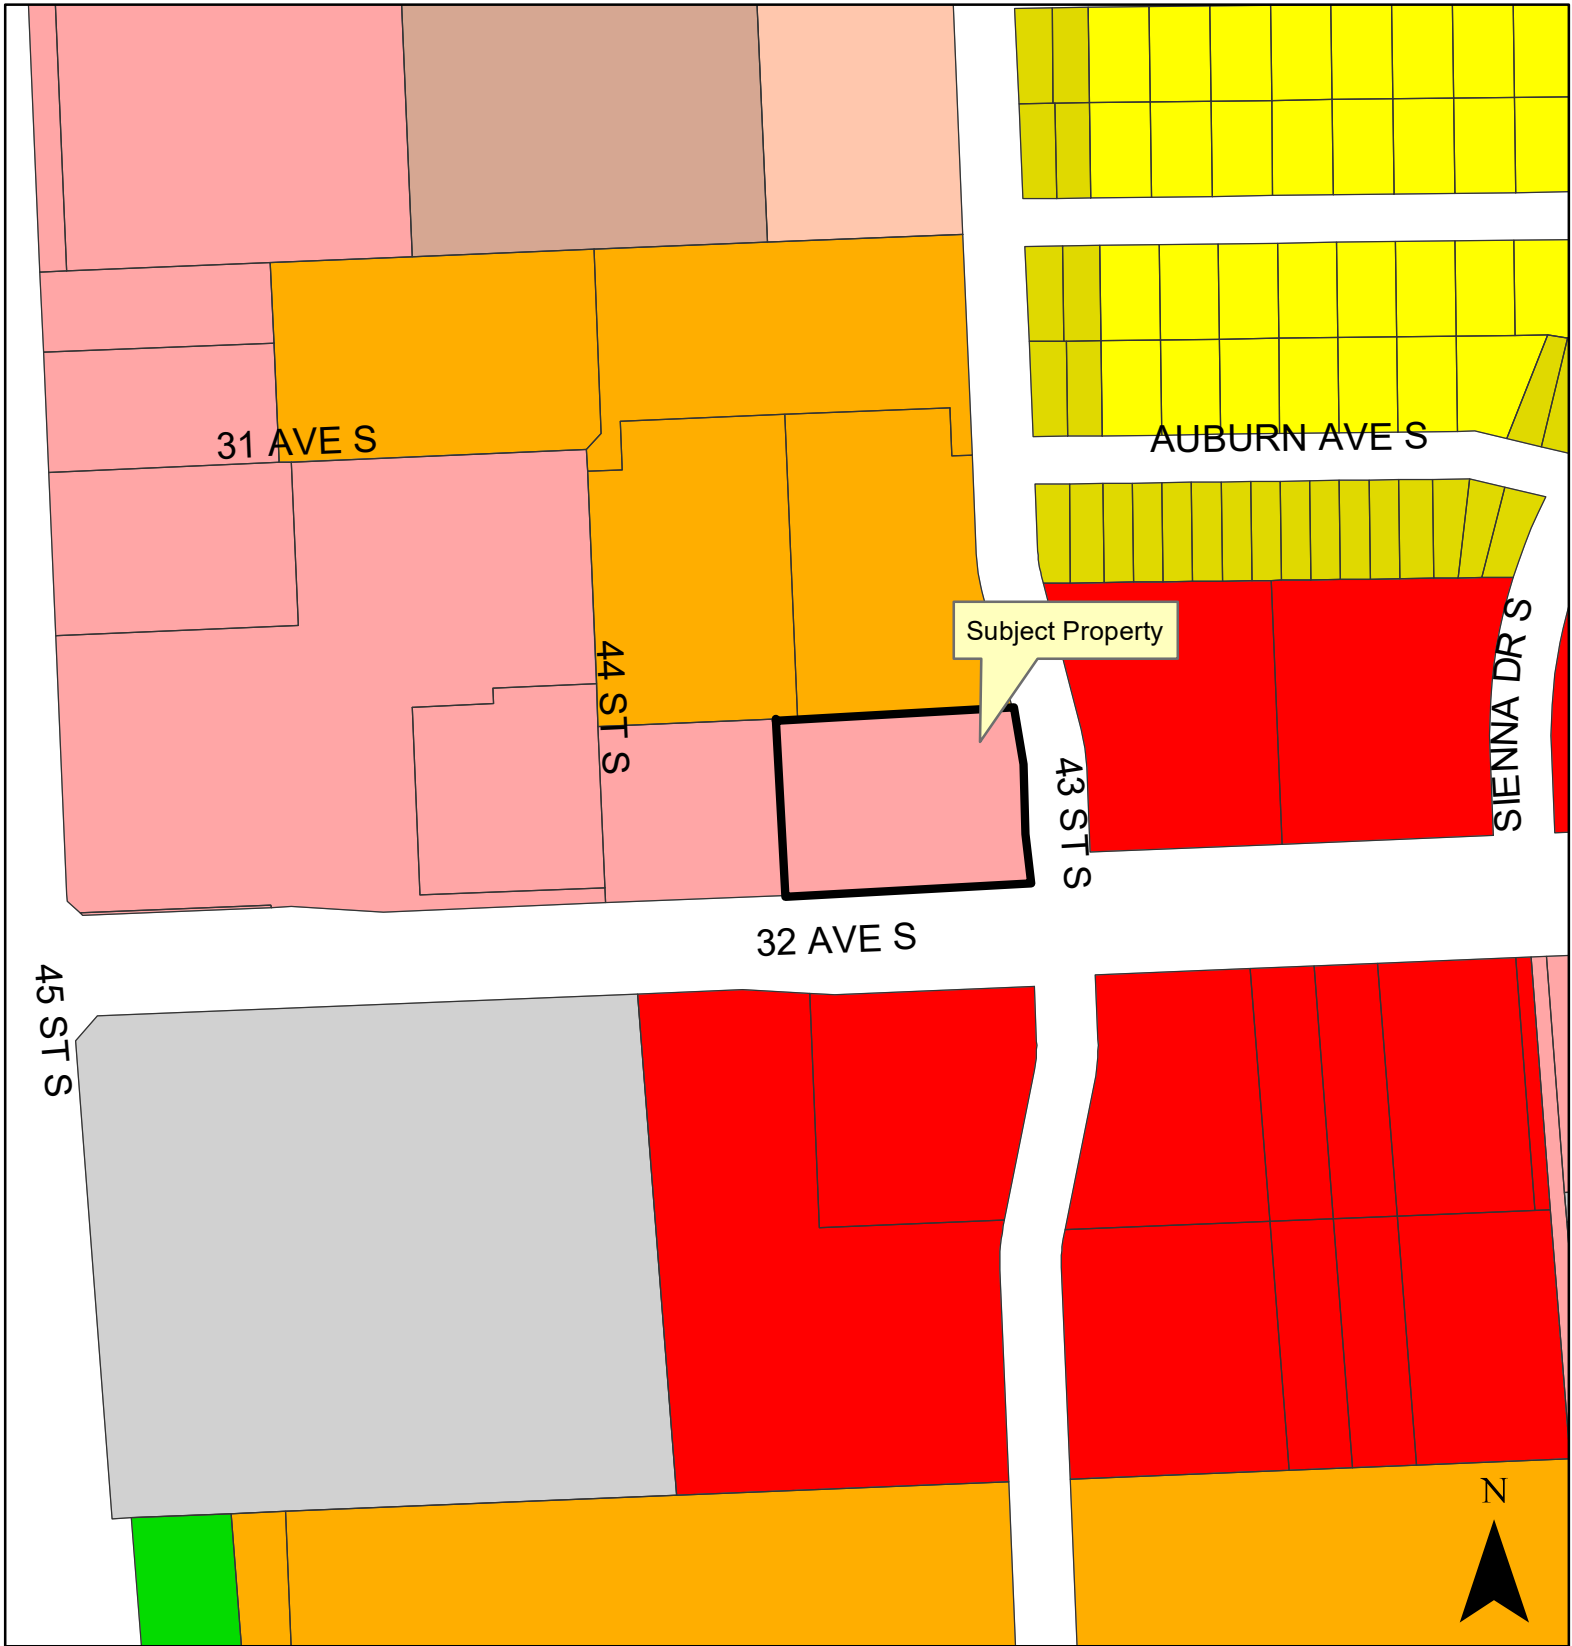 31 AVE S
AUBURN AVE S
Subject Property
44 ST S
SIENNA DR S
43 ST S
32 AVE S
45 ST S
N